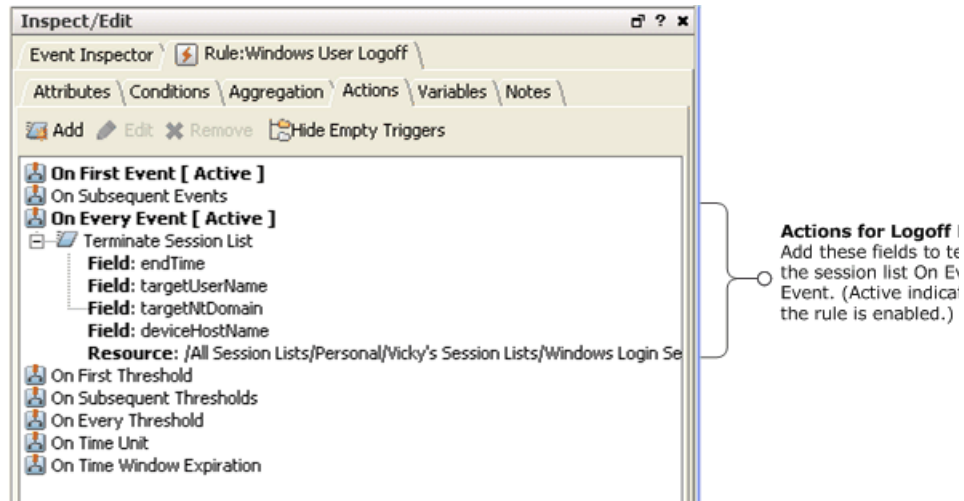 Inspect/Edit
Event Inspector Rule:Windows User Logoff
Attributes Conditions Aggregation Actions Variables Notes
Add Edit Remove Hide Empty Triggers
On First Event [ Active ]
On Subsequent Events
On Every Event [ Active ]
Terminate Session List
Field: endTime
Field: targetUserName
Field: targetNtDomain
Field: deviceHostName
Resource: /All Session Lists/Personal/Vicky's Session Lists/Windows Login Se
On First Threshold
On Subsequent Thresholds
On Every Threshold
On Time Unit
On Time Window Expiration
Actions for Logoff
Add these fields to te
the session list On Ev
Event. (Active indicat
the rule is enabled.)